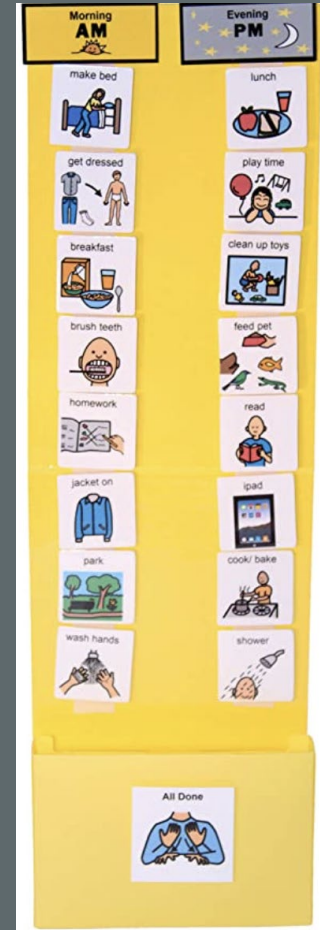 Morning
AM
make bed
get dressed
breakfast
brush teeth
homework
jacket on
park
wash hands
Evening
PM
lunch
play time
clean up toys
feed pet
read
ipad
cook/ bake
shower
All Done